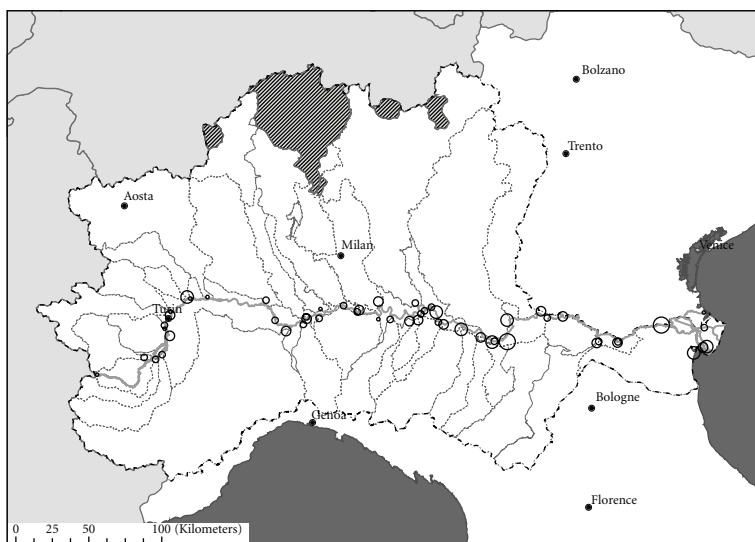 Bolzano
Trento
Aosta
Milan
Venice
Turin
Bologne
Genoa
Florence
0 25 50 100 (Kilometers)